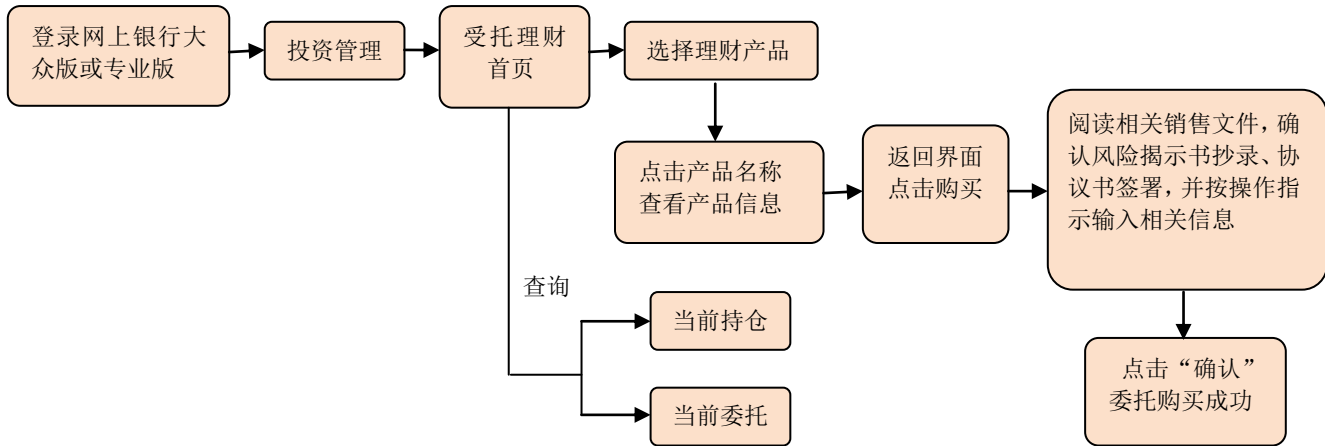 登录网上银行大
众版或专业版
投资管理
受托理财
首页
选择理财产品
点击产品名称
查看产品信息
返回界面
点击购买
阅读相关销售文件，确
认风险揭示书抄录、协
议书签署，并按操作指
示输入相关信息
点击“确认”
委托购买成功
查询
当前持仓
当前委托